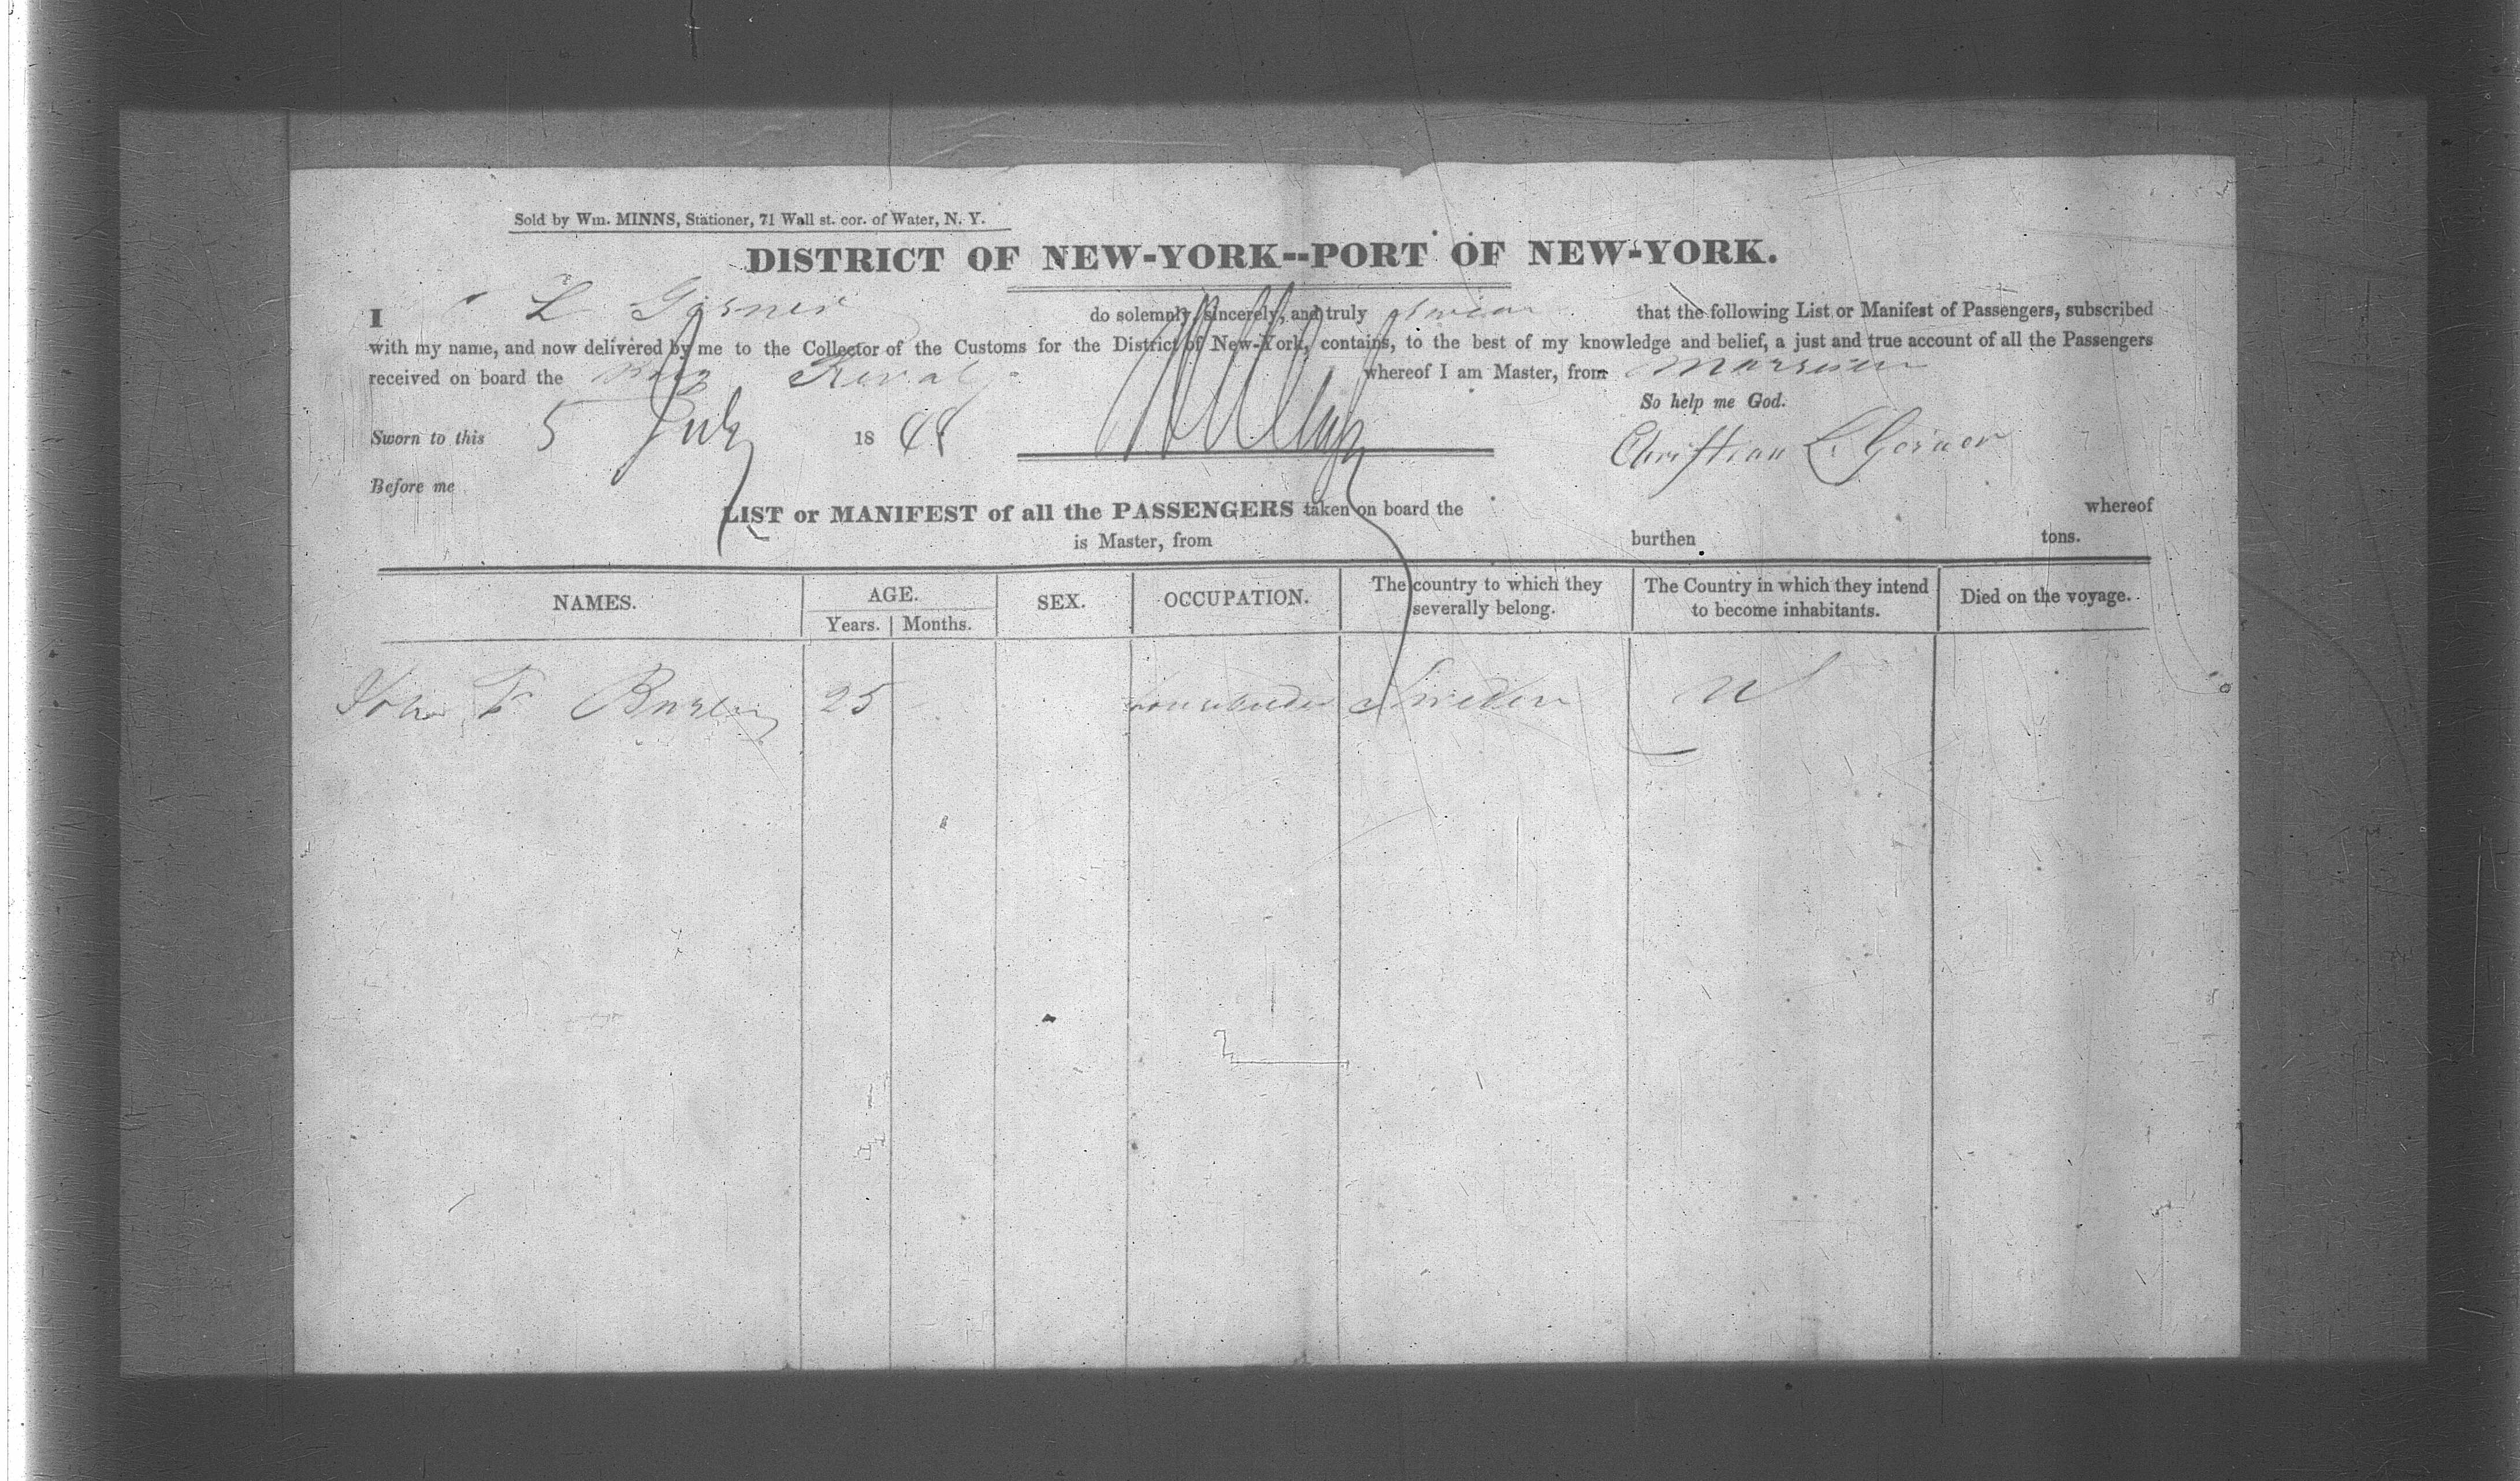 Sold by Wm. MINNS, Stationer, 71 Wall st. cor. of Water, N. Y.
DISTRICT OF NEW-YORK--PORT OF NEW-YORK.
I C L Gorner do solemnly, sincerely, and truly that the following List or Manifest of Passengers, subscribed
with my name, and now delivered by me to the Collector of the Customs for the District of New-York, contains, to the best of my knowledge and belief, a just and true account of all the Passengers
received on board the whereof I am Master, from
So help me God.
Sworn to this 5 July 1848
Christian L. Gorner
Before me
LIST or MANIFEST of all the PASSENGERS taken on board the whereof
is Master, from burthen tons.
NAMES. AGE. SEX. OCCUPATION. The country to which they severally belong. The Country in which they intend to become inhabitants. Died on the voyage.
Years. Months.
John F 25 Sweden